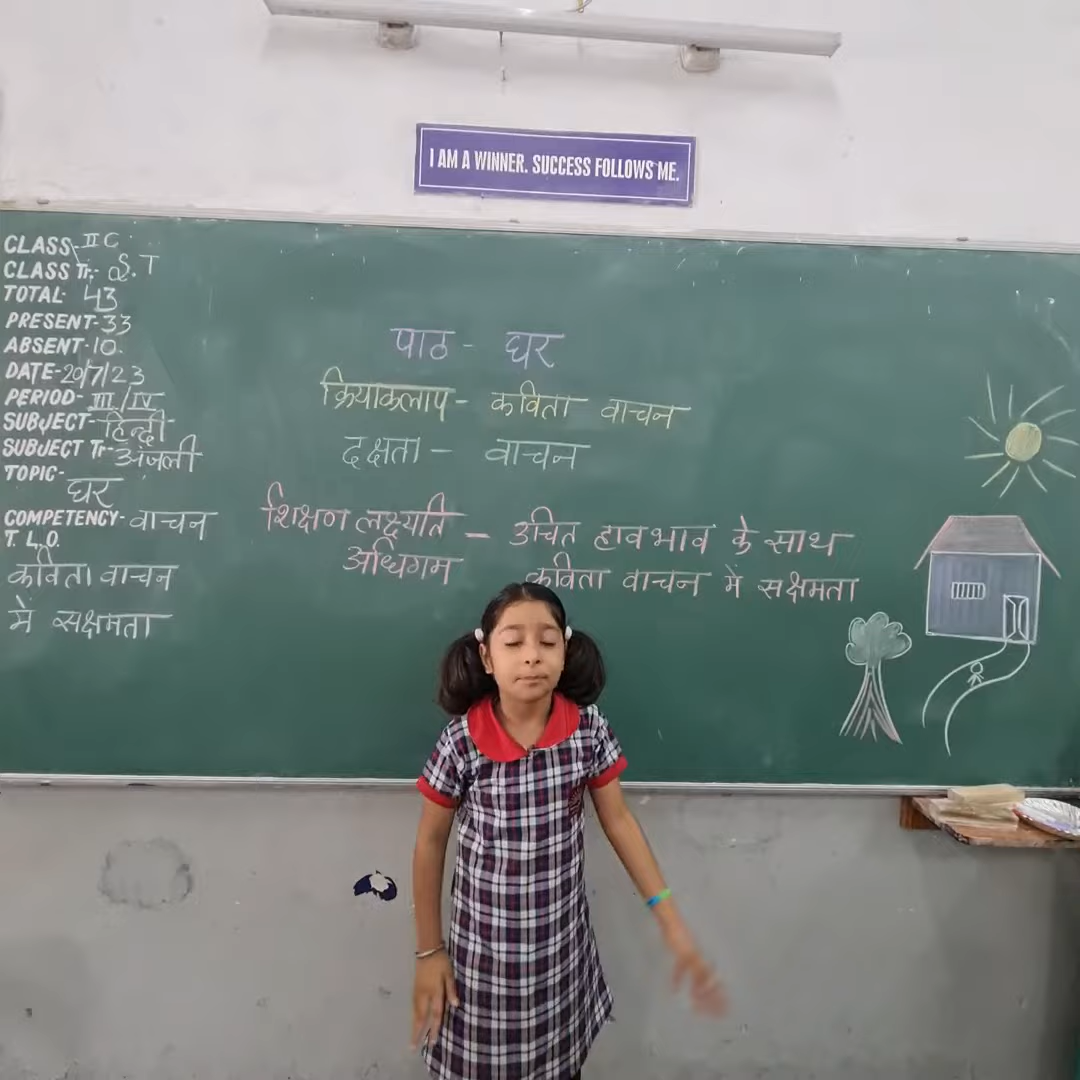 I AM A WINNER. SUCCESS FOLLOWS ME.
CLASS- II C
CLASS Tr.- S.T
TOTAL- 43
PRESENT- 33
ABSENT- 10.
DATE- 20/7/23
PERIOD- III/IV
SUBJECT- हिन्दी
SUBJECT Tr- अंजली
TOPIC-
घर
COMPETENCY- वाचन
T.L.O.
कविता वाचन
मे सक्षमता
पाठ - घर
क्रियाकलाप - कविता वाचन
दक्षता - वाचन
शिक्षण लक्ष्यति - उचित हावभाव के साथ
अधिगम कविता वाचन मे सक्षमता